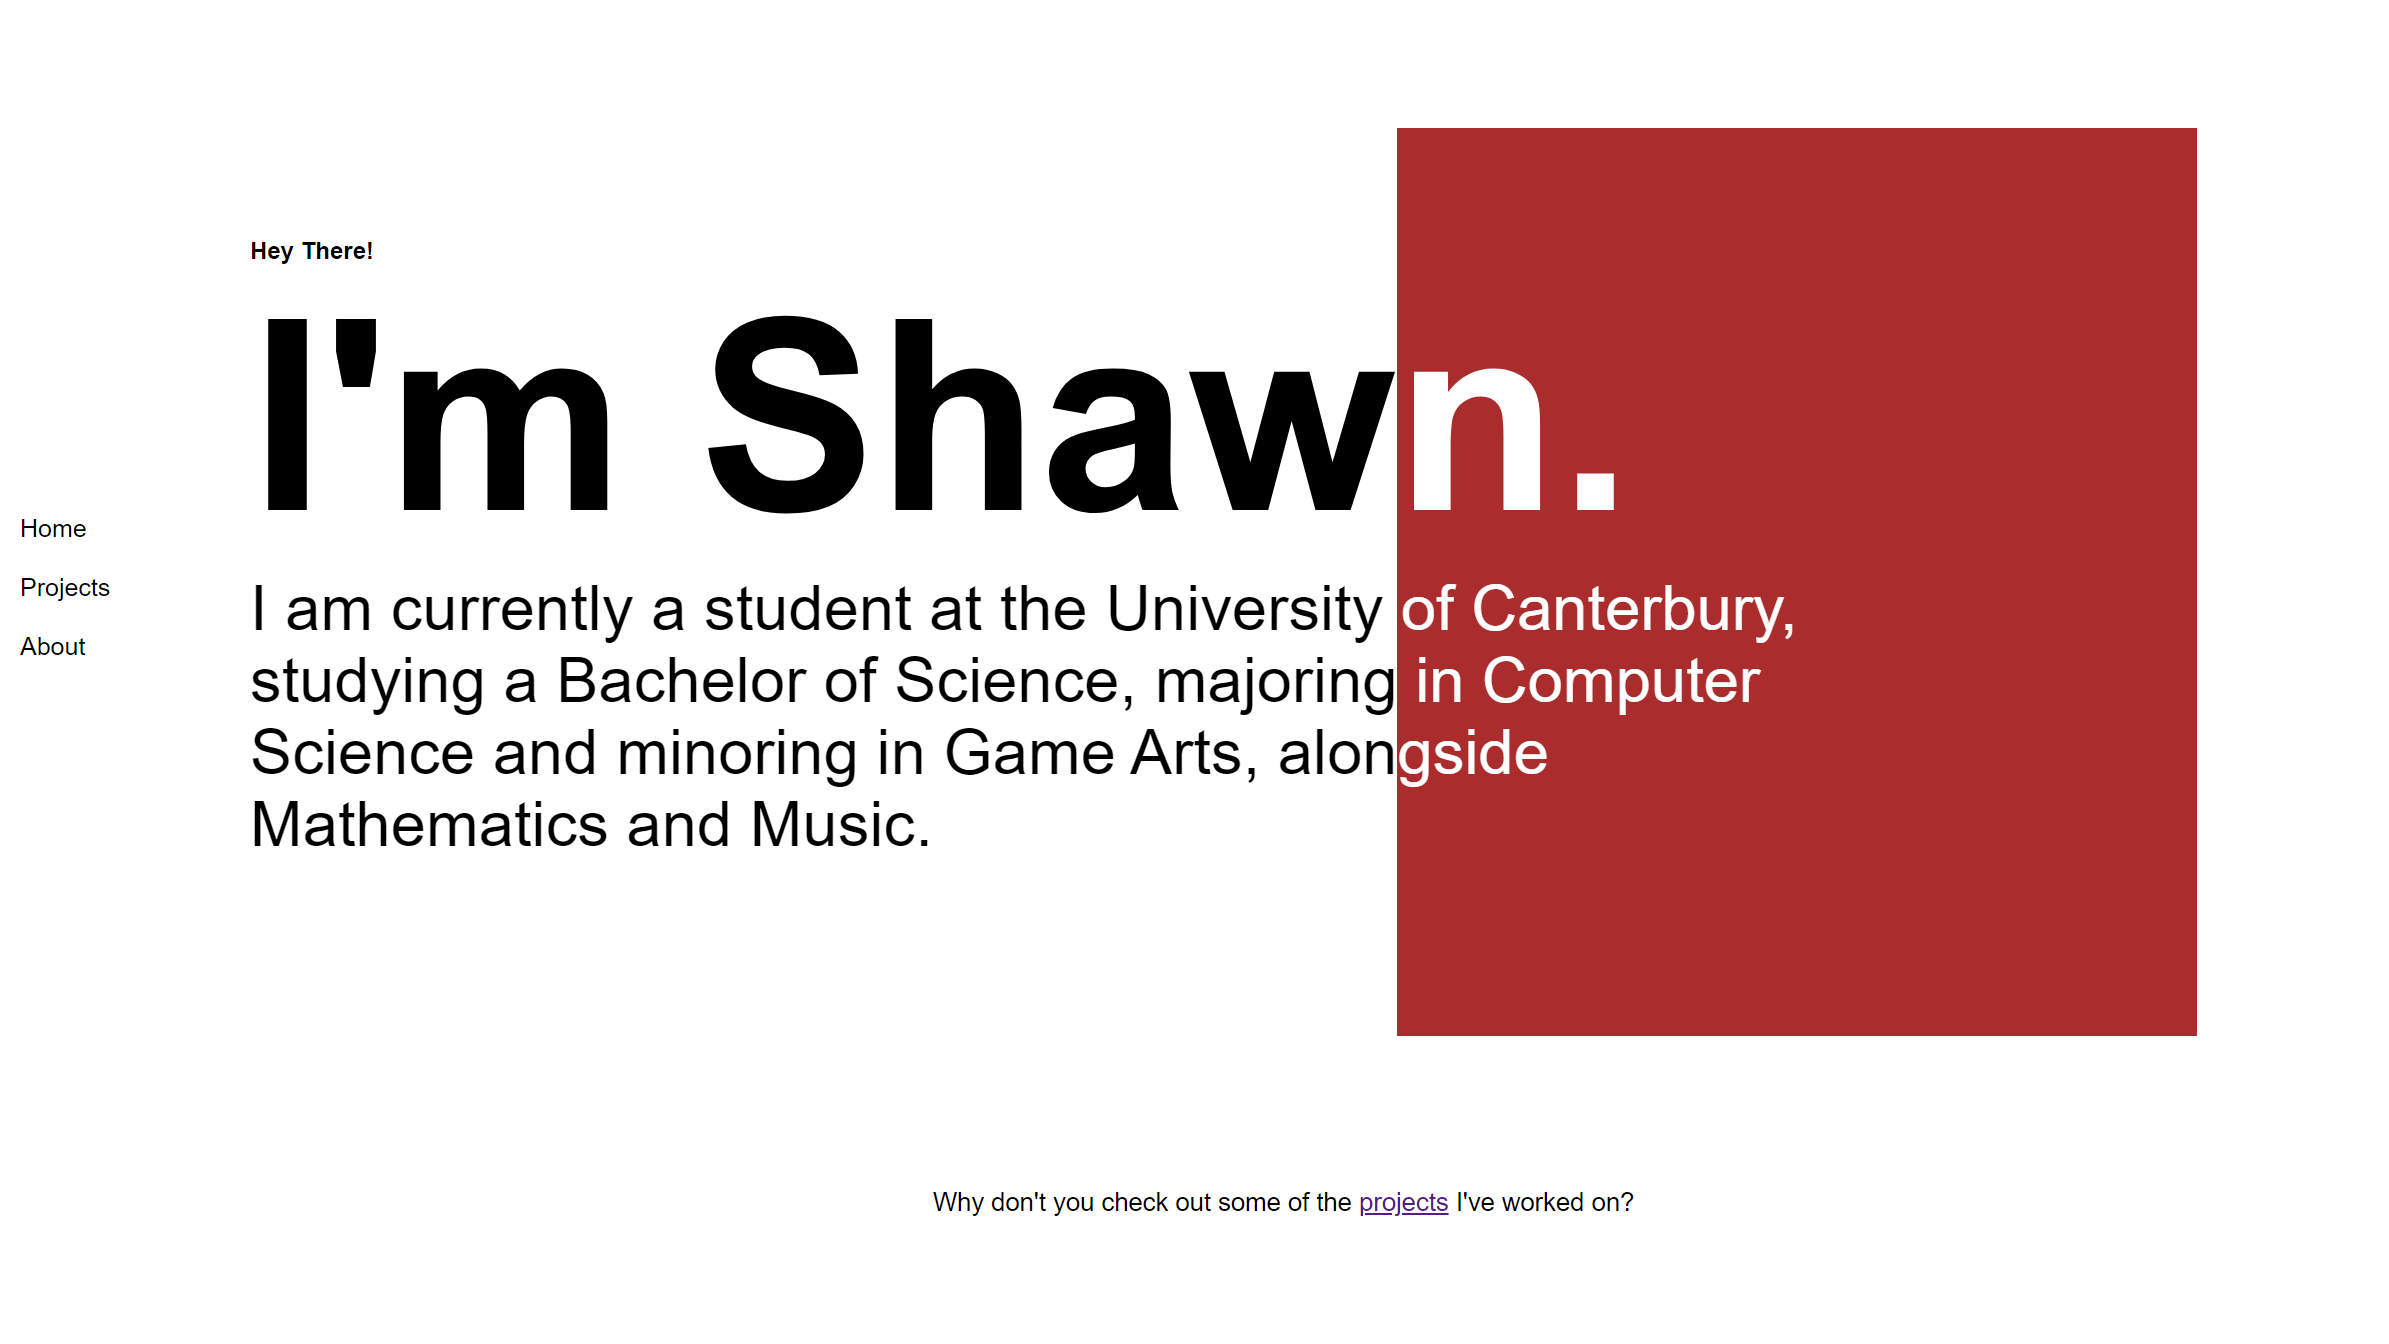 Hey There!
I'm Shawn.
Home
Projects
About
I am currently a student at the University of Canterbury,
studying a Bachelor of Science, majoring in Computer
Science and minoring in Game Arts, alongside
Mathematics and Music.
Why don't you check out some of the projects I've worked on?